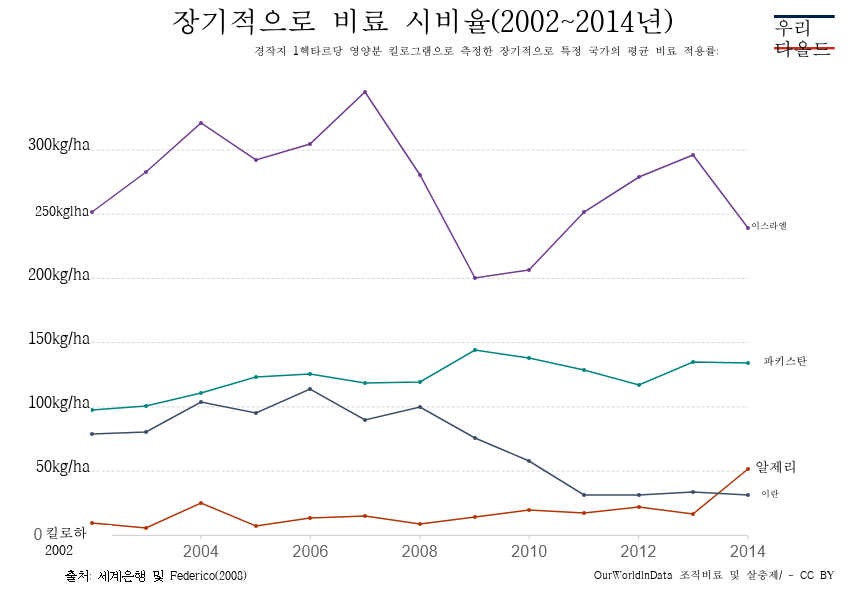 장기적으로 비료 시비율(2002~2014년)
우리
다올드
경작지 1헥타르당 영양분 킬로그램으로 측정한 장기적으로 특정 국가의 평균 비료 적용률:
300kg/ha
250kglha
이스라엘
200kg/ha
150kg/ha
파키스탄
100kg/ha
50kg/ha
알제리
이란
0 킬로하
2002 2004 2006 2008 2010 2012 2014
출처: 세계은행 및 Federico(2008)
OurWorldInData 조직비료 및 살충제/ - CC BY